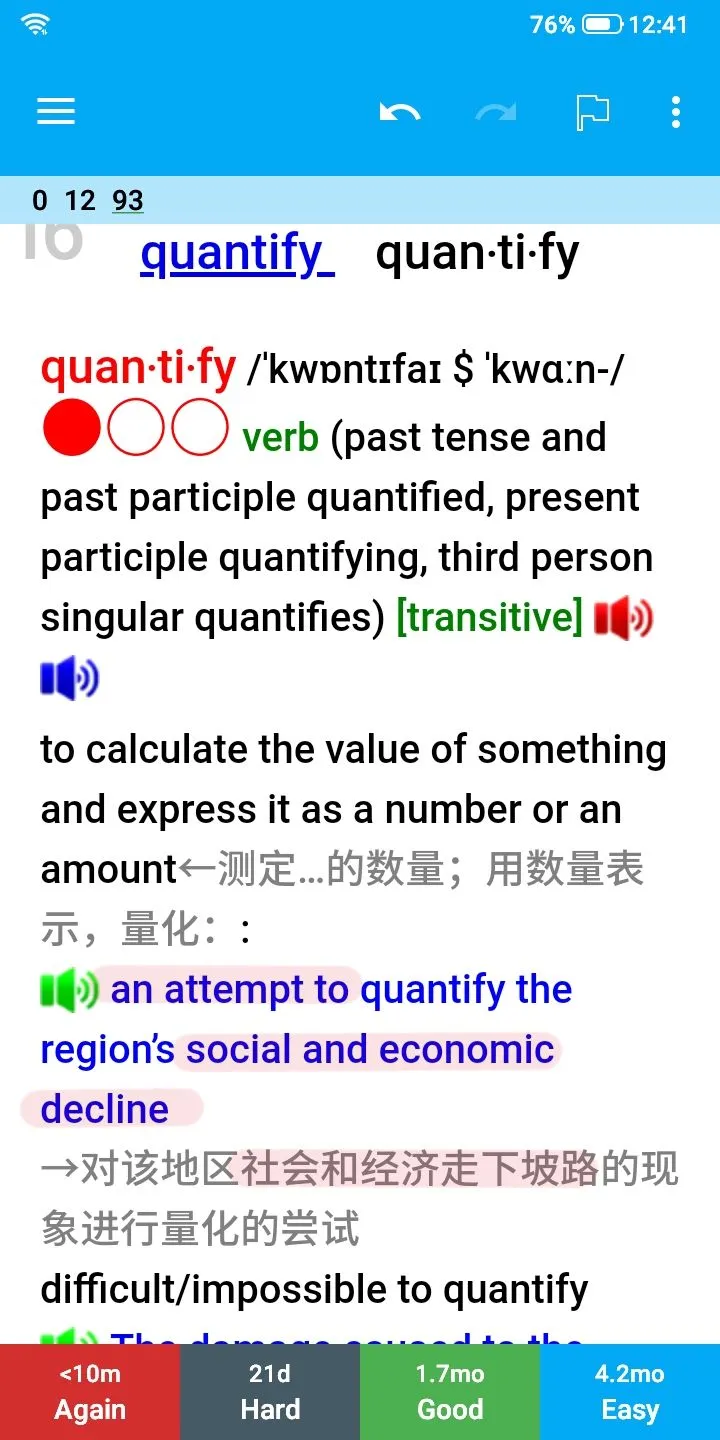 76% 12:41
0 12 93
16
quantify quan·ti·fy
quan·ti·fy /ˈkwɒntɪfaɪ $ ˈkwɑːn-/
verb (past tense and
past participle quantified, present
participle quantifying, third person
singular quantifies) [transitive]
to calculate the value of something
and express it as a number or an
amount←测定…的数量；用数量表
示，量化：:
an attempt to quantify the
region’s social and economic
decline
→对该地区社会和经济走下坡路的现
象进行量化的尝试
difficult/impossible to quantify
The damage caused to the
<10m 21d 1.7mo 4.2mo
Again Hard Good Easy